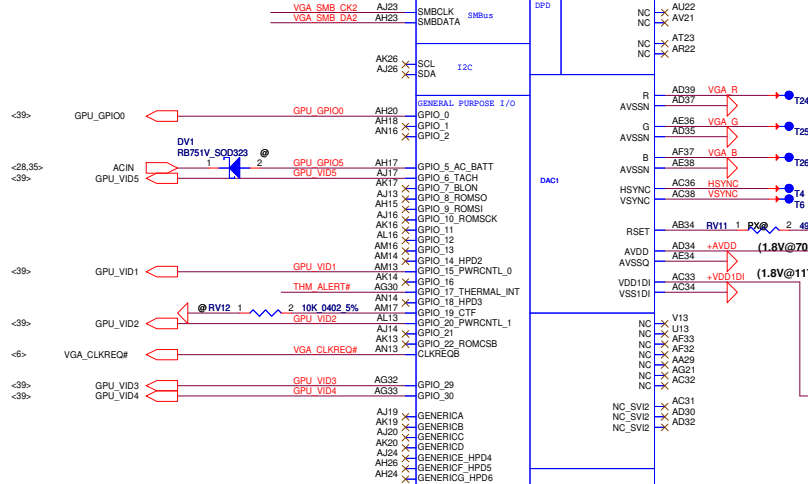 VGA_SMB_CK2 AJ23 SMBCLK
VGA_SMB_DA2 AH23 SMBDATA
SMBus
DPD
NC AU22
NC AV21
NC AT23
NC AR22
AK26 SCL
AJ26 SDA
I2C
GENERAL PURPOSE I/O
<39> GPU_GPIO0 GPU_GPIO0 AH20 GPIO_0
AH18 GPIO_1
AN16 GPIO_2
DV1
RB751V_SOD323 @
1 2
<28,35> ACIN GPU_GPIO5 AH17 GPIO_5_AC_BATT
<39> GPU_VID5 GPU_VID5 AJ17 GPIO_6_TACH
AK17 GPIO_7_BLON
AJ13 GPIO_8_ROMSO
AH15 GPIO_9_ROMSI
AJ16 GPIO_10_ROMSCK
AK16 GPIO_11
AL16 GPIO_12
AM16 GPIO_13
AM14 GPIO_14_HPD2
<39> GPU_VID1 GPU_VID1 AM13 GPIO_15_PWRCNTL_0
AK14 GPIO_16
THM_ALERT# AG30 GPIO_17_THERMAL_INT
AN14 GPIO_18_HPD3
@ RV12 1 2 10K_0402_5% AM17 GPIO_19_CTF
<39> GPU_VID2 GPU_VID2 AL13 GPIO_20_PWRCNTL_1
AJ14 GPIO_21
AK13 GPIO_22_ROMCSB
<6> VGA_CLKREQ# VGA_CLKREQ# AN13 CLKREQB
<39> GPU_VID3 GPU_VID3 AG32 GPIO_29
<39> GPU_VID4 GPU_VID4 AG33 GPIO_30
AJ19 GENERICA
AK19 GENERICB
AJ20 GENERICC
AK20 GENERICD
AJ24 GENERICE_HPD4
AH26 GENERICF_HPD5
AH24 GENERICG_HPD6
DAC1
R AD39 VGA_R T24
AVSSN AD37
G AE36 VGA_G T25
AVSSN AD35
B AF37 VGA_B T26
AVSSN AE38
HSYNC AC36 HSYNC T4
VSYNC AC38 VSYNC T6
RSET AB34 RV11 1 PX@ 2 49
AVDD AD34 +AVDD (1.8V@70
AVSSQ AE34
VDD1DI AC33 +VDD1DI (1.8V@117
VSS1DI AC34
NC V13
NC U13
NC AF33
NC AF32
NC AA29
NC AG21
NC AC32
NC_SVI2 AC31
NC_SVI2 AD30
NC_SVI2 AD32